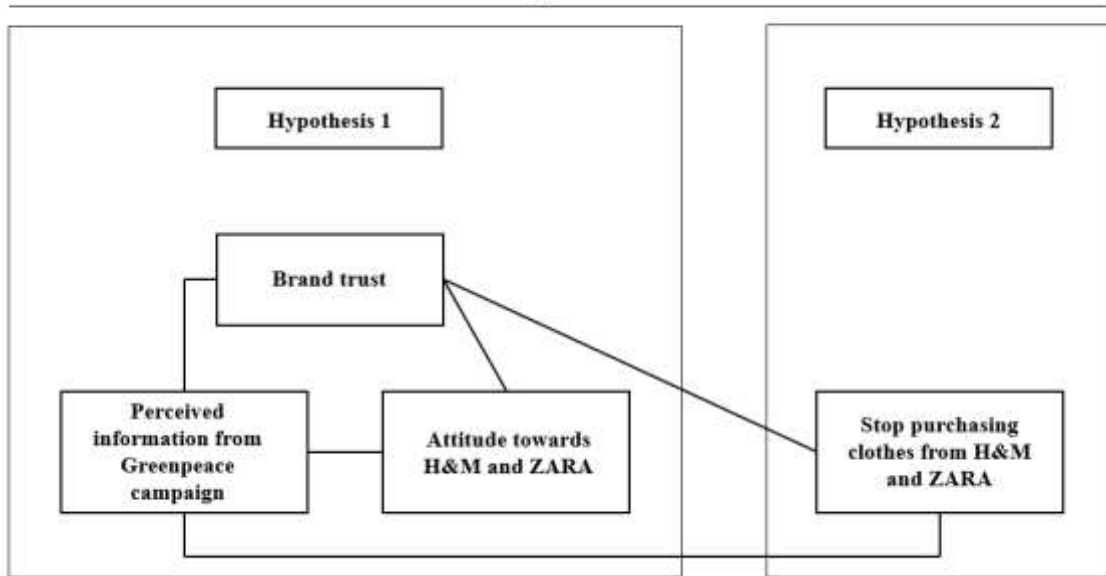 Hypothesis 1
Hypothesis 2
Brand trust
Perceived
information from
Greenpeace
campaign
Attitude towards
H&M and ZARA
Stop purchasing
clothes from H&M
and ZARA